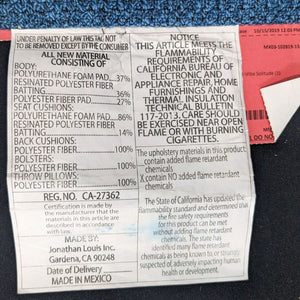 UNDER PENALTY OF LAW THIS TAG NOT
TO BE REMOVED EXCEPT BY THE CONSUMER
ALL NEW MATERIAL
CONSISTING OF
BODY:
POLYURETHANE FOAM PAD...37%
RESINATED POLYESTER FIBER
BATTING 36%
POLYESTER FIBER PAD 27%
SEAT CUSHIONS:
POLYURETHANE FOAM PAD...86%
RESINATED POLYESTER FIBER
BATTING 14%
BACK CUSHIONS:
POLYESTER FIBER 100%
BOLSTERS:
POLYESTER FIBER 100%
THROW PILLOWS:
POLYESTER FIBER 100%
REG. NO. CA-27362
Certification is made by
the manufacturer that the
materials in this article are
described in accordance
with law.
MADE BY:
Jonathan Louis Inc.
Gardena, CA 90248
Date of Delivery
MADE IN MEXICO
NOTICE
THIS ARTICLE MEETS THE
FLAMMABILITY
REQUIREMENTS OF
CALIFORNIA BUREAU OF
ELECTRONIC AND
APPLIANCE REPAIR, HOME
FURNISHINGS AND
THERMAL INSULATION
TECHNICAL BULLETIN
117-2013. CARE SHOULD
BE EXERCISED NEAR OPEN
FLAME OR WITH BURNING
CIGARETTES.
The upholstery materials in this product
contain added flame retardant
chemicals
X contain NO added flame retardant
chemicals
The State of California has updated the
flammability standard and determined that
the fire safety requirements
for this product can be met
without adding flame retardant
chemicals. The state has
identified many flame retardant
chemicals as being known to, or strongly
suspected of, adversely impacting human
health or development.
10/15/2019 12:01 PM